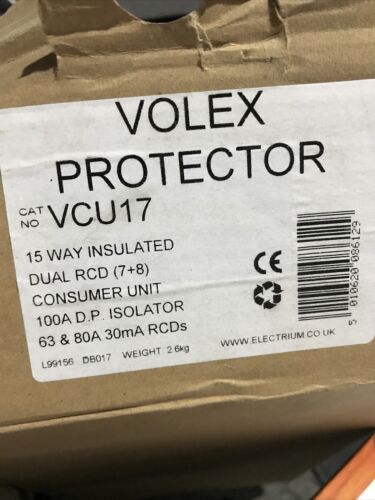 VOLEX
PROTECTOR
CAT NO VCU17
15 WAY INSULATED
DUAL RCD (7+8)
CONSUMER UNIT
100A D.P. ISOLATOR
63 & 80A 30mA RCDs
L99156 DB017 WEIGHT: 2.6kg
CE
5 010620 086129
WWW.ELECTRIUM.CO.UK